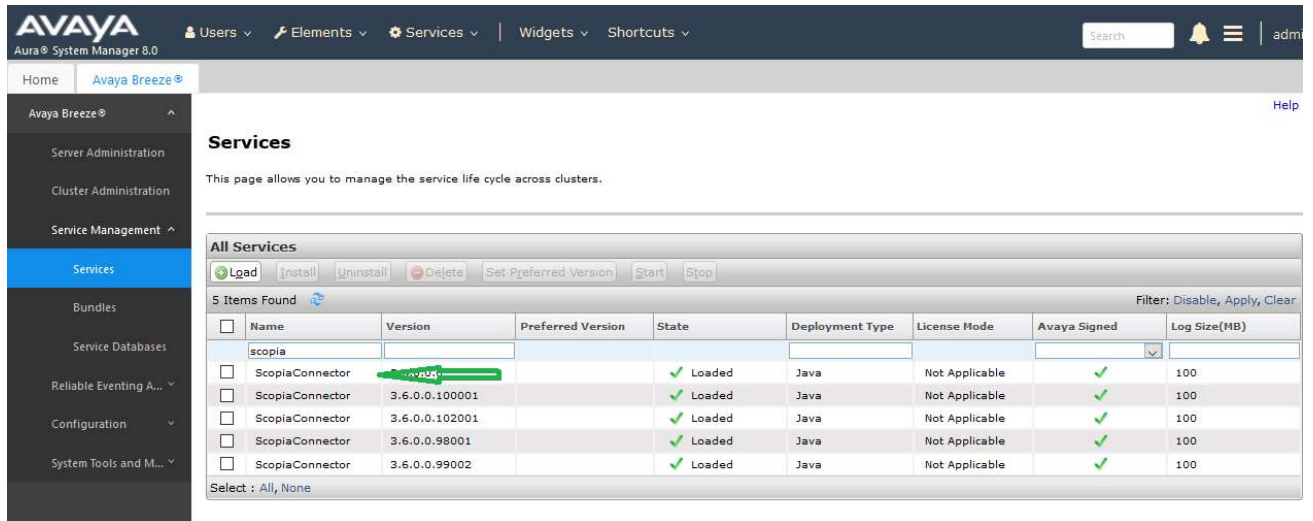 AVAYA
Aura® System Manager 8.0
Users Elements Services | Widgets Shortcuts Search admi
Home Avaya Breeze®
Help
Avaya Breeze®
Server Administration
Cluster Administration
Service Management
Services
Bundles
Service Databases
Reliable Eventing A...
Configuration
System Tools and M...
Services
This page allows you to manage the service life cycle across clusters.
All Services
Load Install Uninstall Delete Set Preferred Version Start Stop
5 Items Found Filter: Disable, Apply, Clear
Name Version Preferred Version State Deployment Type License Mode Avaya Signed Log Size(MB)
scopia
ScopiaConnector Loaded Java Not Applicable 100
ScopiaConnector 3.6.0.0.100001 Loaded Java Not Applicable 100
ScopiaConnector 3.6.0.0.102001 Loaded Java Not Applicable 100
ScopiaConnector 3.6.0.0.98001 Loaded Java Not Applicable 100
ScopiaConnector 3.6.0.0.99002 Loaded Java Not Applicable 100
Select : All, None